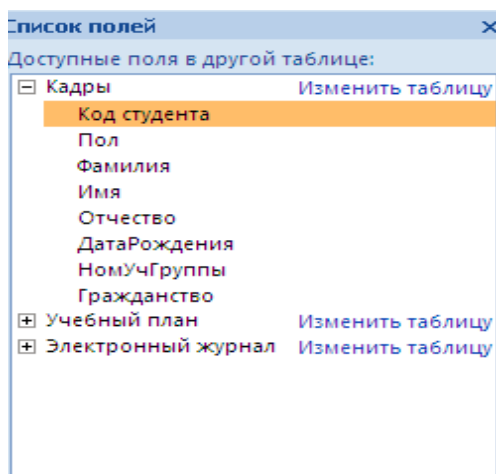 Список полей
Доступные поля в другой таблице:
Кадры Изменить таблицу
Код студента
Пол
Фамилия
Имя
Отчество
ДатаРождения
НомУчГруппы
Гражданство
Учебный план Изменить таблицу
Электронный журнал Изменить таблицу